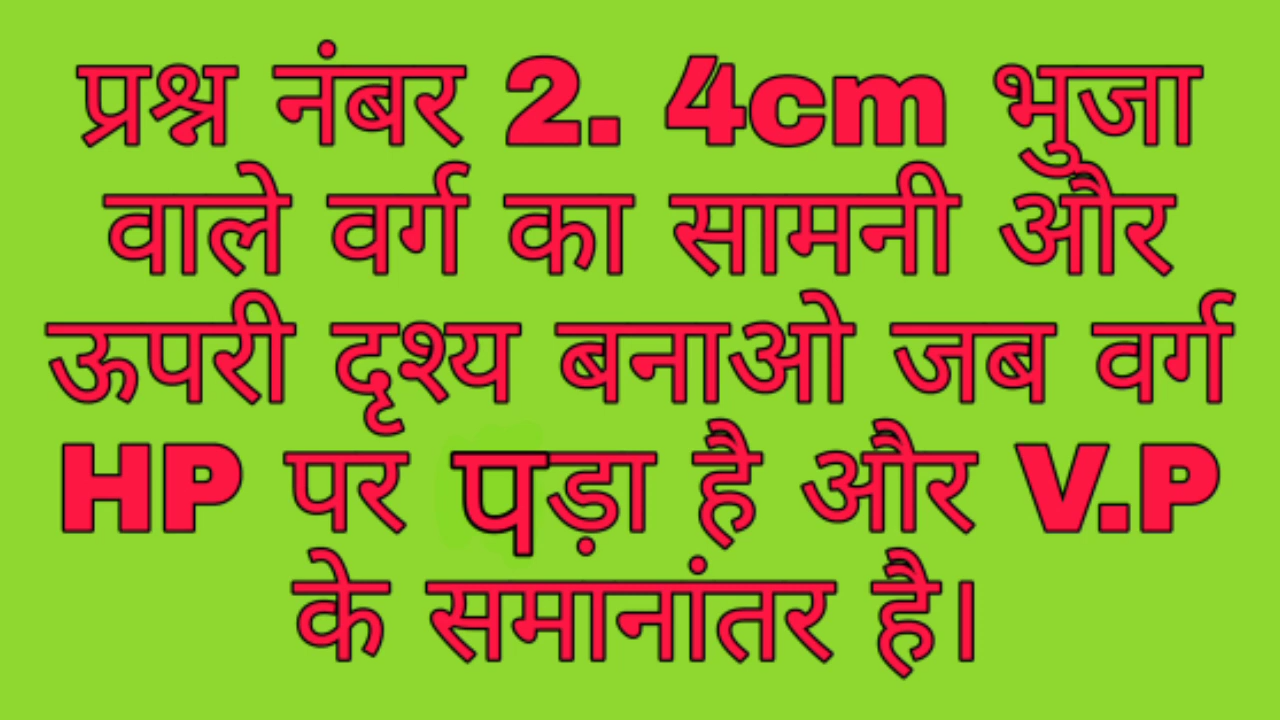 प्रश्न नंबर 2. 4cm भुजा
वाले वर्ग का सामनी और
ऊपरी दृश्य बनाओ जब वर्ग
HP पर पड़ा है और V.P
के समानांतर है।